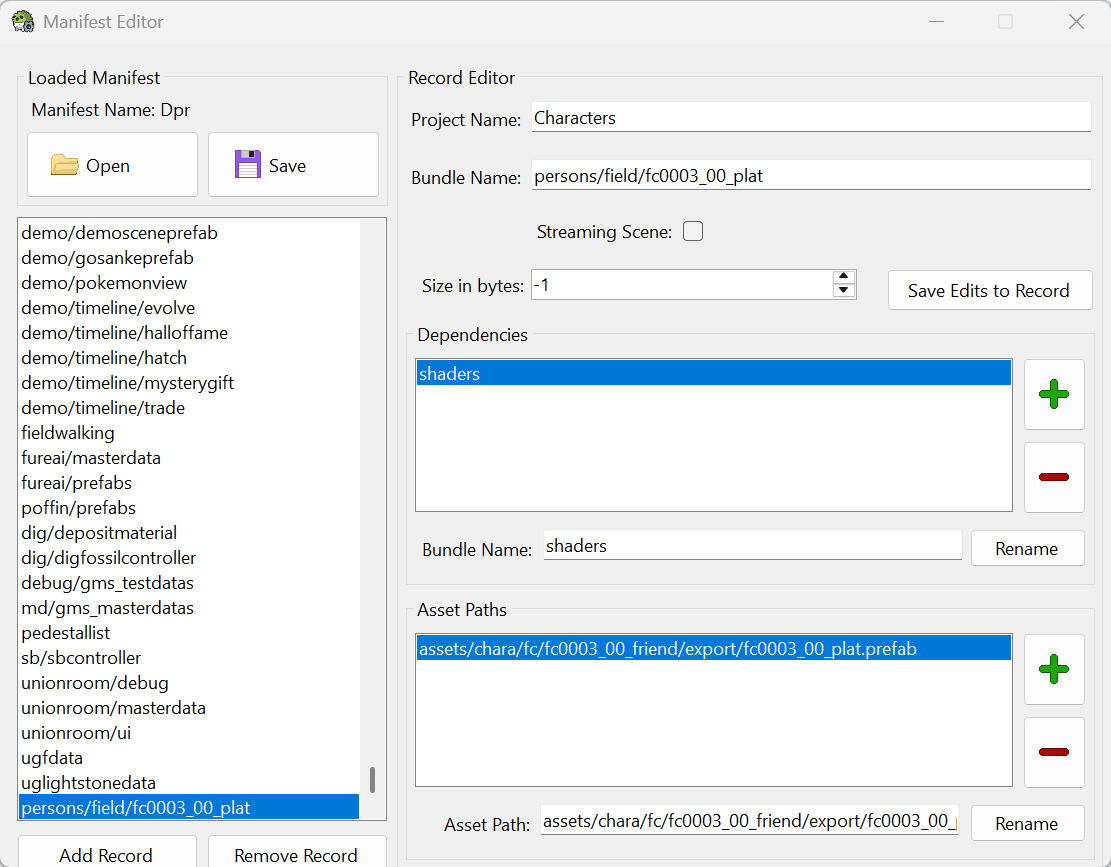 Manifest Editor
Loaded Manifest
Manifest Name: Dpr
Open
Save
demo/demosceneprefab
demo/gosankeprefab
demo/pokemonview
demo/timeline/evolve
demo/timeline/halloffame
demo/timeline/hatch
demo/timeline/mysterygift
demo/timeline/trade
fieldwalking
fureai/masterdata
fureai/prefabs
poffin/prefabs
dig/depositmaterial
dig/digfossilcontroller
debug/gms_testdatas
md/gms_masterdatas
pedestallist
sb/sbcontroller
unionroom/debug
unionroom/masterdata
unionroom/ui
ugfdata
uglightstonedata
persons/field/fc0003_00_plat
Add Record
Remove Record
Record Editor
Project Name: Characters
Bundle Name: persons/field/fc0003_00_plat
Streaming Scene:
Size in bytes: -1
Save Edits to Record
Dependencies
shaders
Bundle Name: shaders
Rename
Asset Paths
assets/chara/fc/fc0003_00_friend/export/fc0003_00_plat.prefab
Asset Path: assets/chara/fc/fc0003_00_friend/export/fc0003_00_
Rename